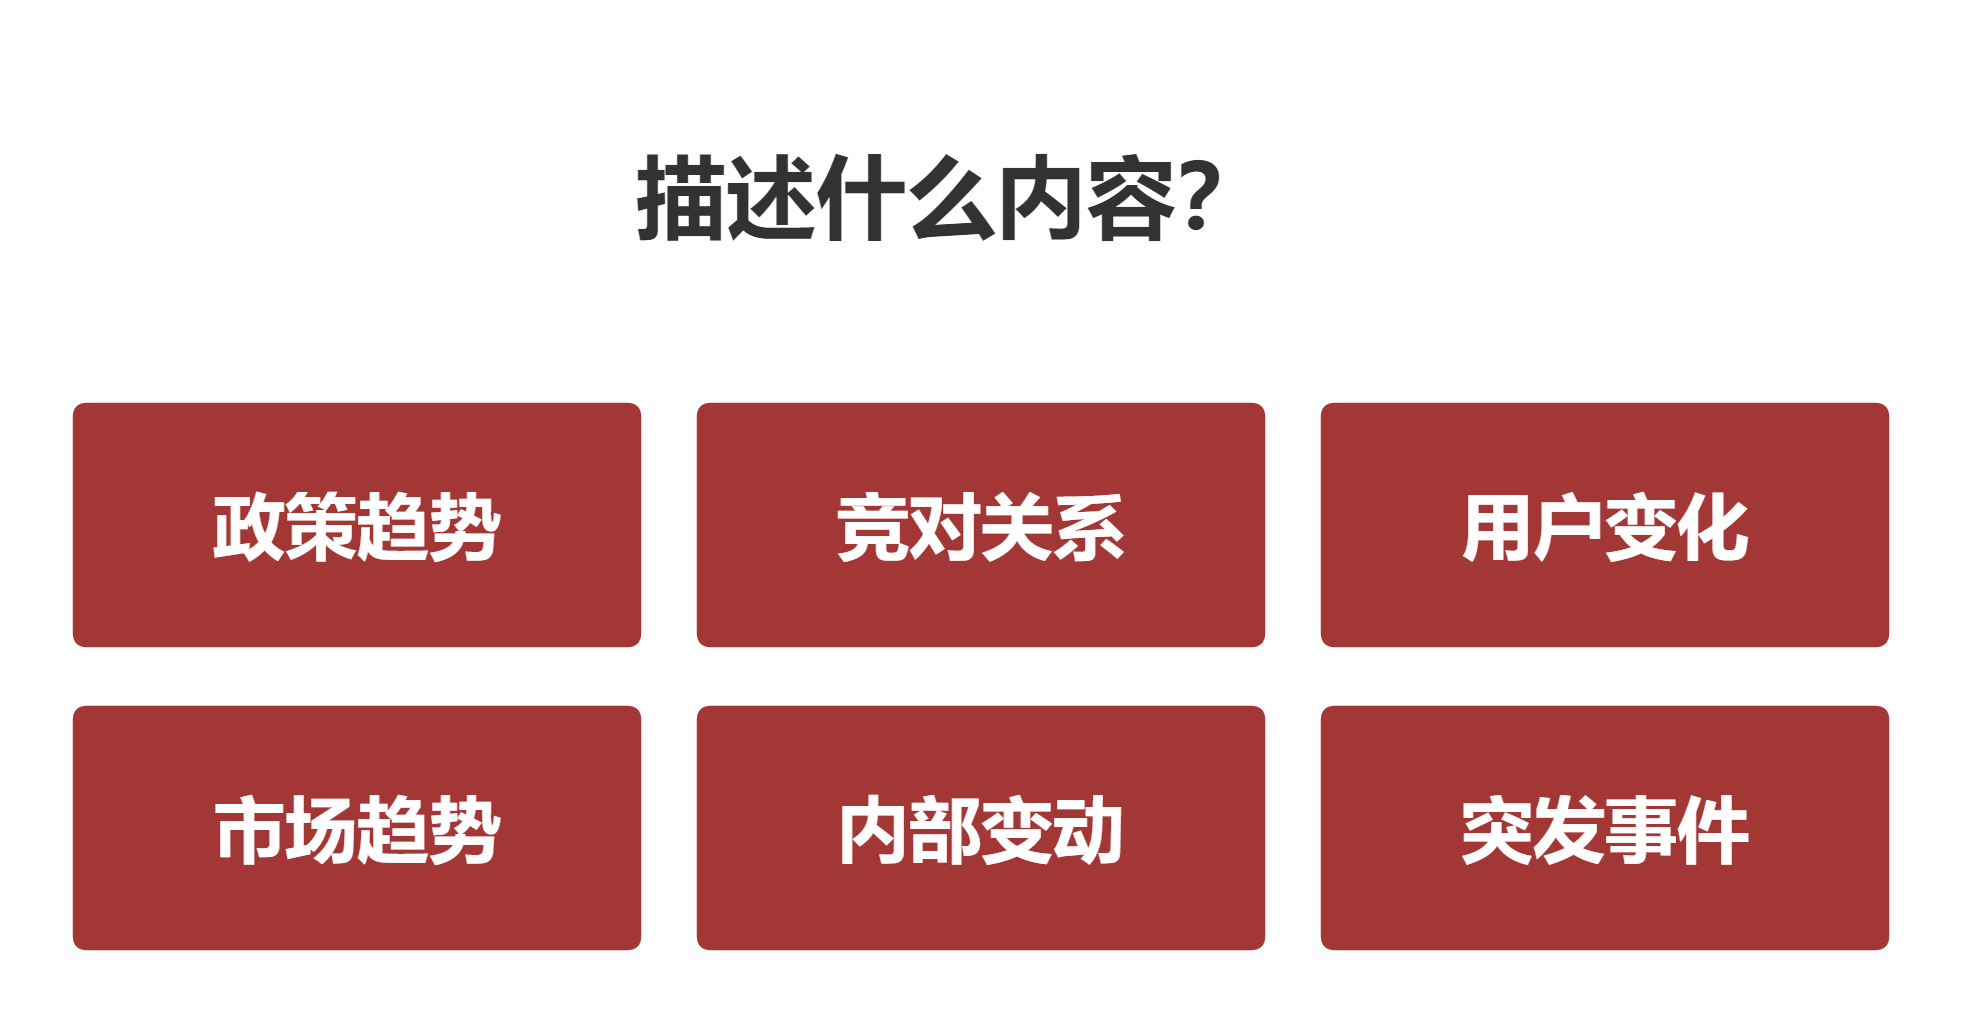 描述什么内容？
政策趋势
竞对关系
用户变化
市场趋势
内部变动
突发事件